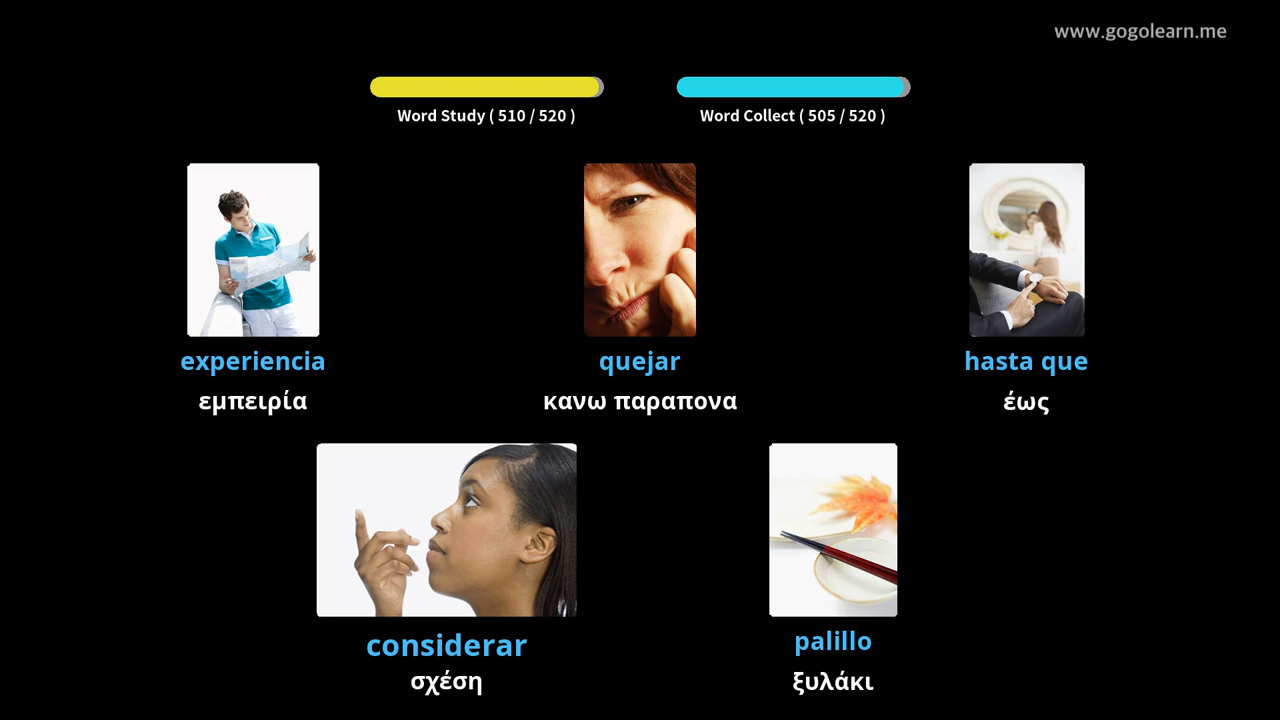 www.gogolearn.me
Word Study ( 510 / 520 )
Word Collect ( 505 / 520 )
experiencia
εμπειρία
quejar
κανω παραπονα
hasta que
έως
considerar
σχέση
palillo
ξυλάκι